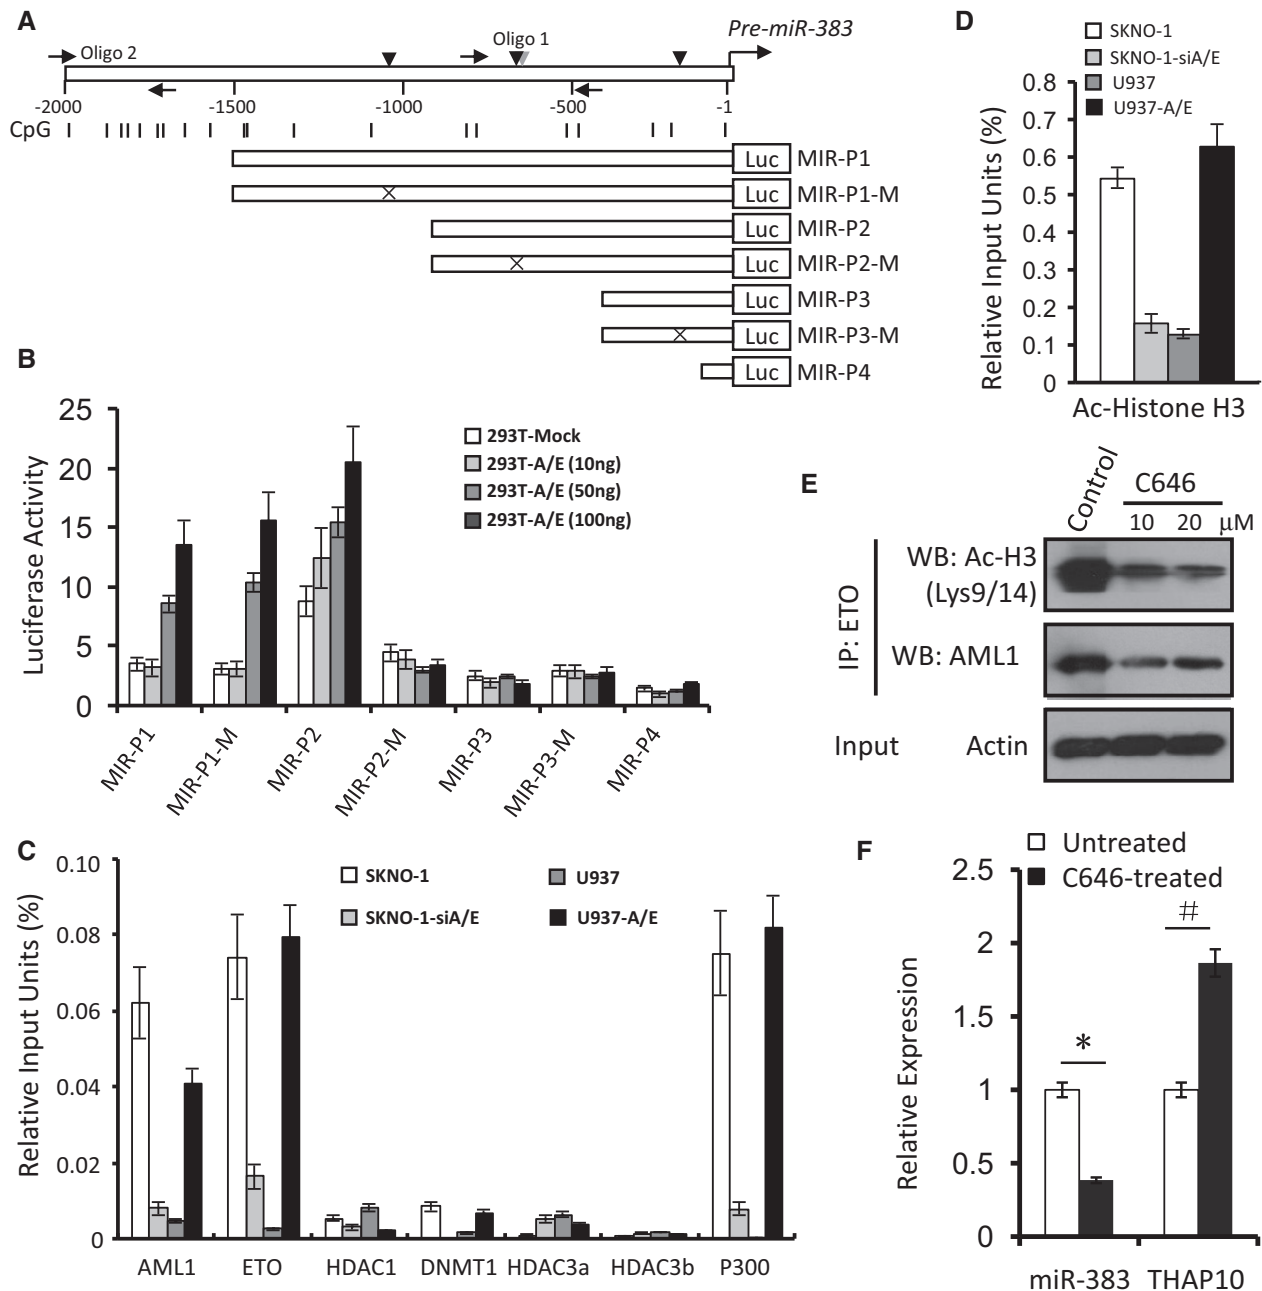 A
Oligo 2
Oligo 1
Pre-miR-383
-2000
-1500
-1000
-500
-1
CpG
Luc MIR-P1
Luc MIR-P1-M
Luc MIR-P2
Luc MIR-P2-M
Luc MIR-P3
Luc MIR-P3-M
Luc MIR-P4
B
Luciferase Activity
25
20
15
10
5
0
293T-Mock
293T-A/E (10ng)
293T-A/E (50ng)
293T-A/E (100ng)
MIR-P1
MIR-P1-M
MIR-P2
MIR-P2-M
MIR-P3
MIR-P3-M
MIR-P4
C
Relative Input Units (%)
0.10
0.08
0.06
0.04
0.02
0
SKNO-1
SKNO-1-siA/E
U937
U937-A/E
AML1
ETO
HDAC1
DNMT1
HDAC3a
HDAC3b
P300
D
SKNO-1
SKNO-1-siA/E
U937
U937-A/E
Relative Input Units (%)
0.8
0.7
0.6
0.5
0.4
0.3
0.2
0.1
0
Ac-Histone H3
E
Control
C646
10 20 μM
IP: ETO
WB: Ac-H3
(Lys9/14)
WB: AML1
Input Actin
F
Untreated
C646-treated
Relative Expression
2.5
2
1.5
1
0.5
0
*
#
miR-383
THAP10